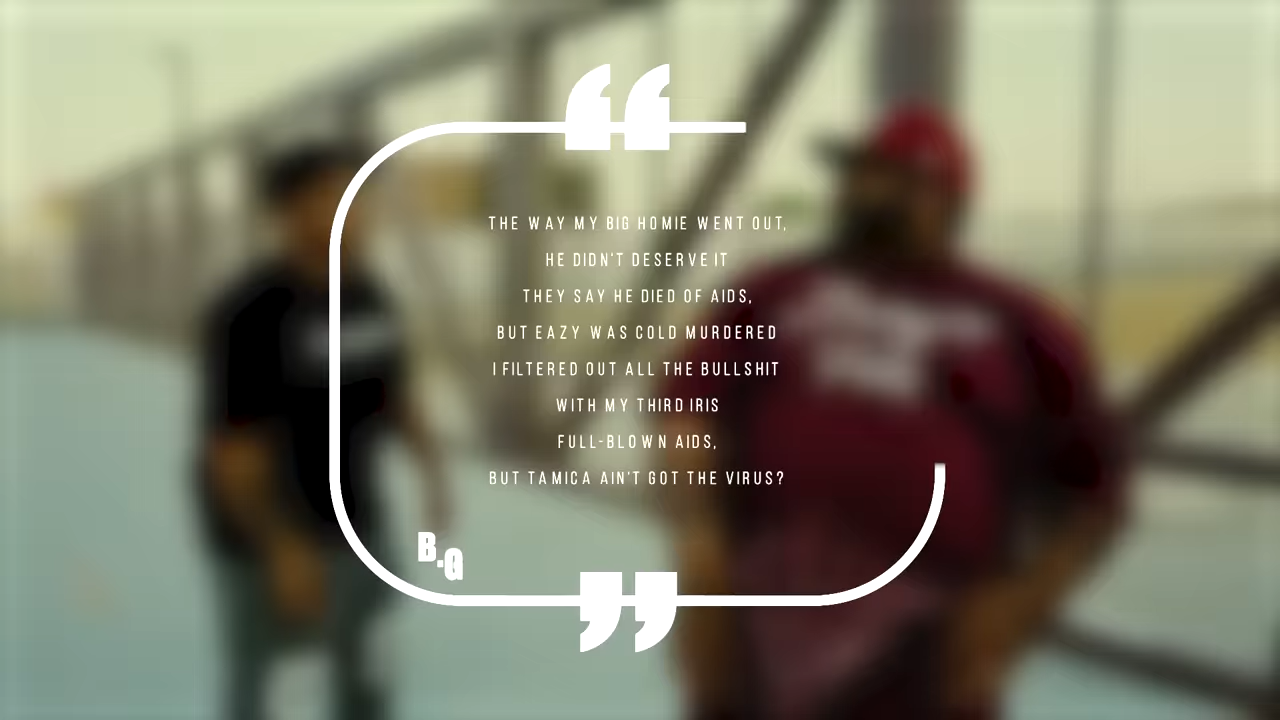 THE WAY MY BIG HOMIE WENT OUT,
HE DIDN'T DESERVE IT
THEY SAY HE DIED OF AIDS,
BUT EAZY WAS COLD MURDERED
I FILTERED OUT ALL THE BULLSHIT
WITH MY THIRD IRIS
FULL-BLOWN AIDS,
BUT TAMICA AIN'T GOT THE VIRUS?
B.G